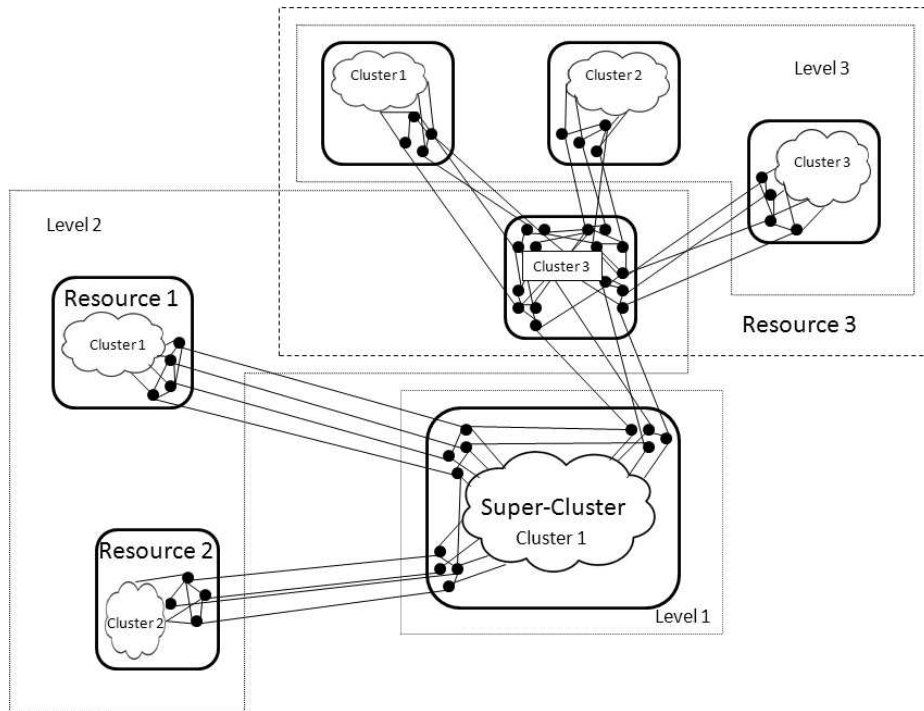 Cluster 1
Cluster 2
Level 3
Cluster 3
Level 2
Cluster 3
Resource 1
Resource 3
Cluster 1
Super-Cluster
Cluster 1
Resource 2
Level 1
Cluster 2